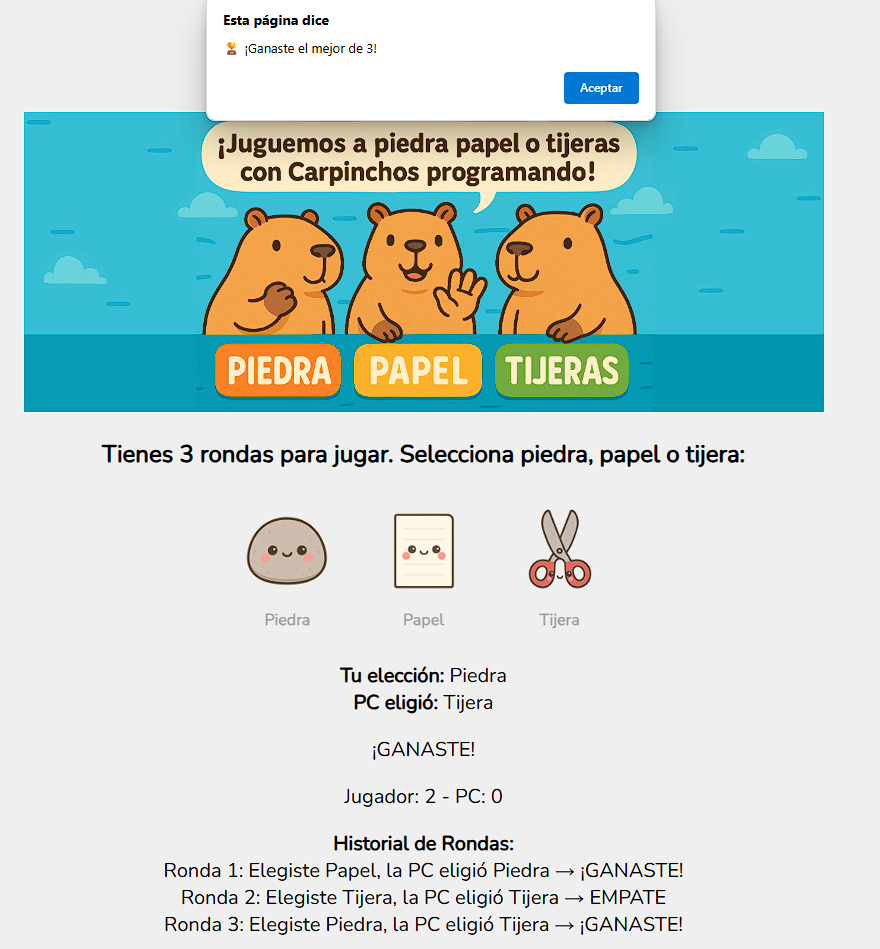 Esta página dice
🏆 ¡Ganaste el mejor de 3!
Aceptar
¡Juguemos a piedra papel o tijeras
con Carpinchos programando!
PIEDRA PAPEL TIJERAS
Tienes 3 rondas para jugar. Selecciona piedra, papel o tijera:
Piedra Papel Tijera
Tu elección: Piedra
PC eligió: Tijera
¡GANASTE!
Jugador: 2 - PC: 0
Historial de Rondas:
Ronda 1: Elegiste Papel, la PC eligió Piedra → ¡GANASTE!
Ronda 2: Elegiste Tijera, la PC eligió Tijera → EMPATE
Ronda 3: Elegiste Piedra, la PC eligió Tijera → ¡GANASTE!